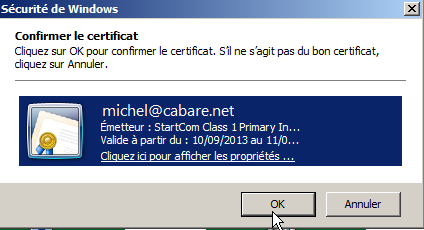 Sécurité de Windows
Confirmer le certificat
Cliquez sur OK pour confirmer le certificat. S'il ne s'agit pas du bon certificat,
cliquez sur Annuler.
michel@cabare.net
Émetteur : StartCom Class 1 Primary In...
Valide à partir du : 10/09/2013 au 11/0...
Cliquez ici pour afficher les propriétés ...
OK
Annuler